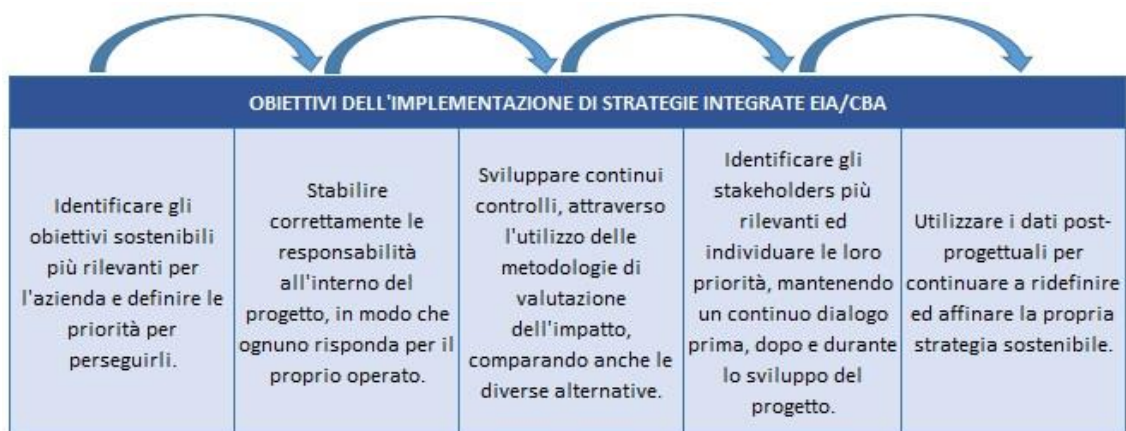 OBIETTIVI DELL'IMPLEMENTAZIONE DI STRATEGIE INTEGRATE EIA/CBA
Identificare gli
obiettivi sostenibili
più rilevanti per
l'azienda e definire le
priorità per
perseguirli.
Stabilire
correttamente le
responsabilità
all'interno del
progetto, in modo che
ognuno risponda per il
proprio operato.
Sviluppare continui
controlli, attraverso
l'utilizzo delle
metodologie di
valutazione
dell'impatto,
comparando anche le
diverse alternative.
Identificare gli
stakeholders più
rilevanti ed
individuare le loro
priorità, mantenendo
un continuo dialogo
prima, dopo e durante
lo sviluppo del
progetto.
Utilizzare i dati post-
progettuali per
continuare a ridefinire
ed affinare la propria
strategia sostenibile.